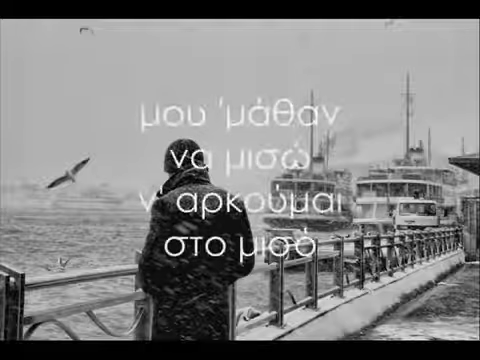 μου 'μάθαν
να μισώ
ν' αρκούμαι
στο μισό